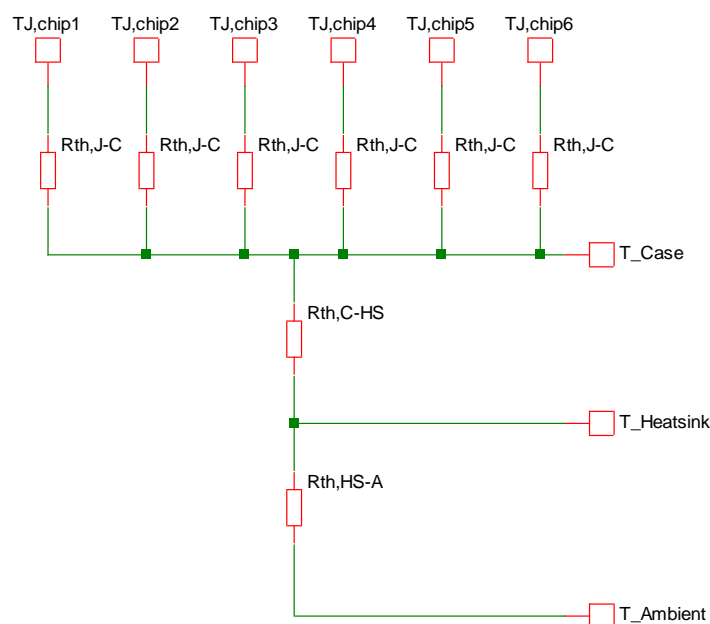 TJ,chip1 TJ,chip2 TJ,chip3 TJ,chip4 TJ,chip5 TJ,chip6
Rth,J-C Rth,J-C Rth,J-C Rth,J-C Rth,J-C Rth,J-C
T_Case
Rth,C-HS
T_Heatsink
Rth,HS-A
T_Ambient